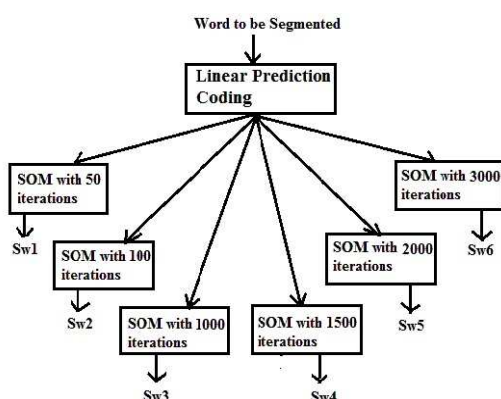 Word to be Segmented
Linear Prediction
Coding
SOM with 50
iterations
Sw1
SOM with 100
iterations
Sw2
SOM with 1000
iterations
Sw3
SOM with 1500
iterations
Sw4
SOM with 2000
iterations
Sw5
SOM with 3000
iterations
Sw6